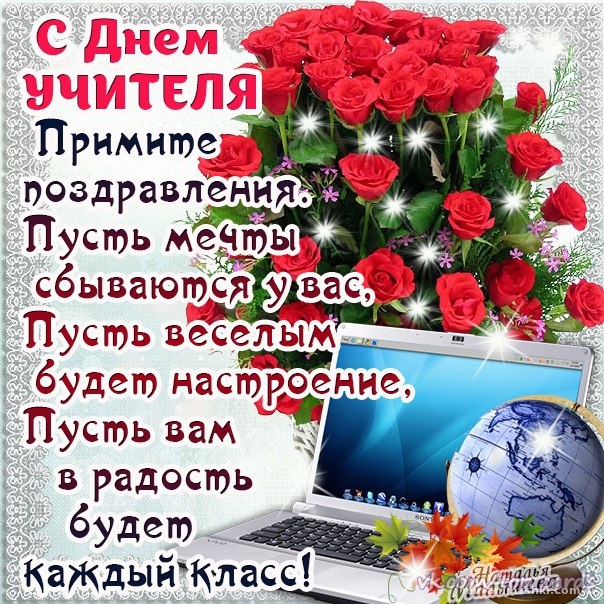 С Днем
УЧИТЕЛЯ
Примите
поздравления.
Пусть мечты
сбываются у вас,
Пусть веселым
будет настроение,
Пусть вам
в радость
будет
каждый класс!
SONY
Наталья